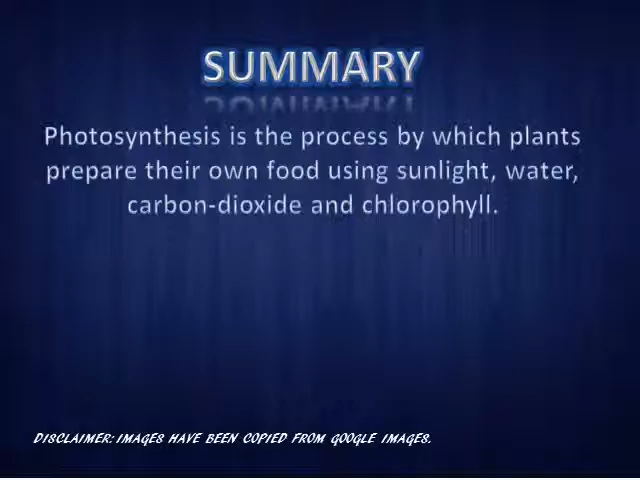 SUMMARY
Photosynthesis is the process by which plants
prepare their own food using sunlight, water,
carbon-dioxide and chlorophyll.
DISCLAIMER: IMAGES HAVE BEEN COPIED FROM GOOGLE IMAGES.